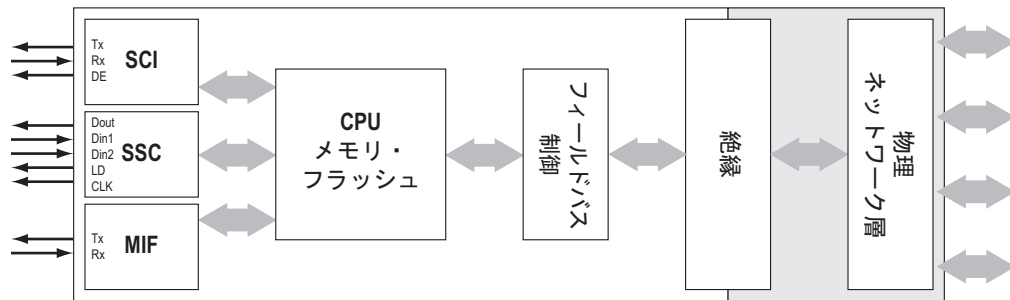 Tx
Rx
DE
SCI
Dout
Din1
Din2
LD
CLK
SSC
Tx
Rx
MIF
CPU
メモリ・
フラッシュ
フィールドバス
制御
絶縁
物理
ネットワーク層